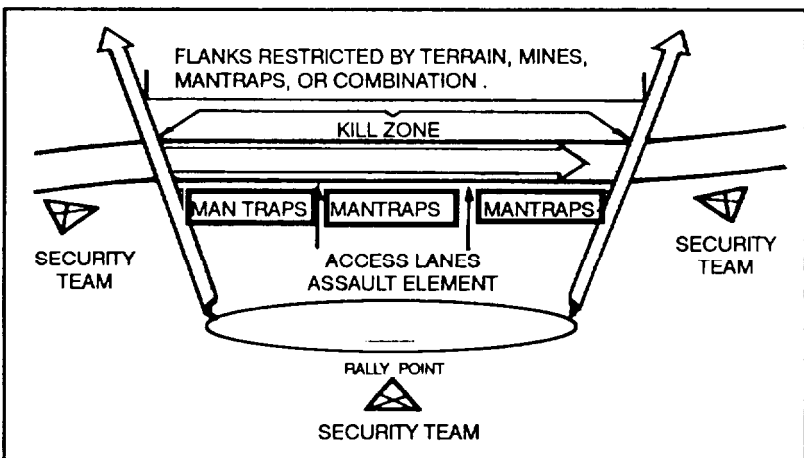 FLANKS RESTRICTED BY TERRAIN, MINES,
MANTRAPS, OR COMBINATION .
KILL ZONE
MAN TRAPS
MANTRAPS
MANTRAPS
SECURITY
TEAM
ACCESS LANES
ASSAULT ELEMENT
SECURITY
TEAM
RALLY POINT
SECURITY TEAM